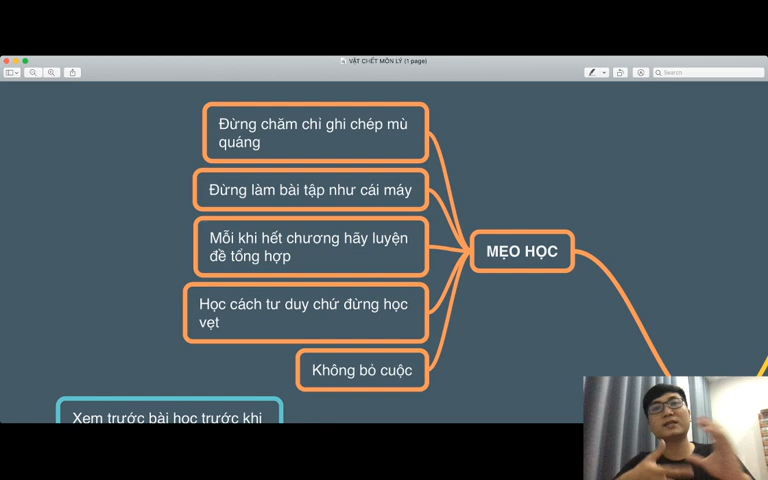 VẬT CHẾT MÔN LÝ (1 page)
Search
Đừng chăm chỉ ghi chép mù
quáng
Đừng làm bài tập như cái máy
Mỗi khi hết chương hãy luyện
đề tổng hợp
Học cách tư duy chứ đừng học
vẹt
Không bỏ cuộc
MẸO HỌC
Xem trước bài học trước khi